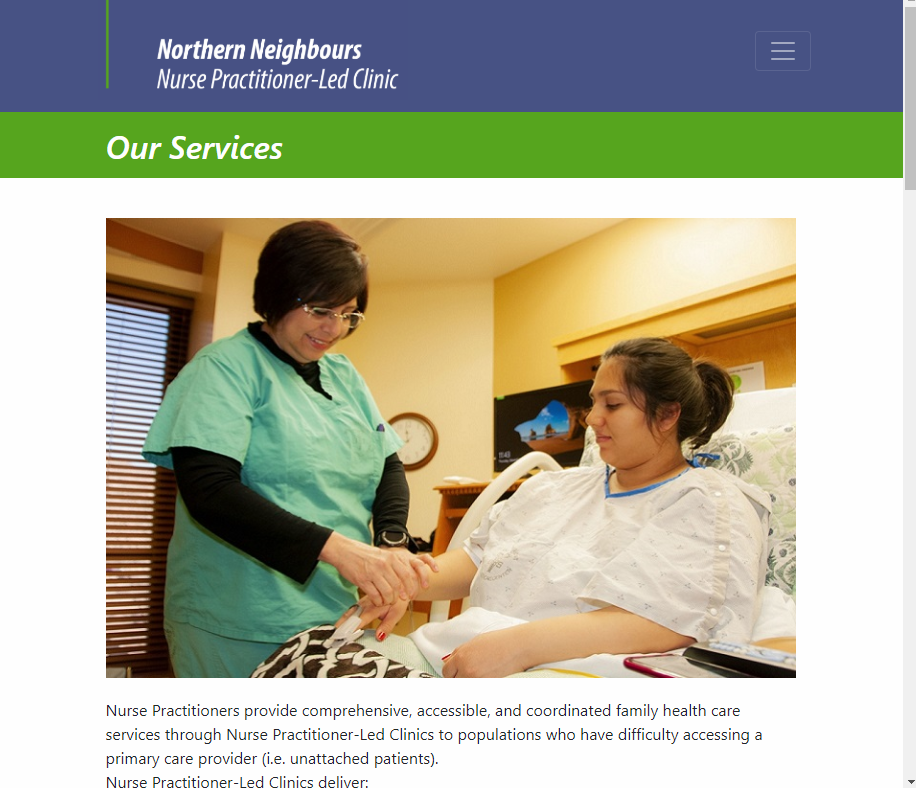 Northern Neighbours
Nurse Practitioner-Led Clinic
Our Services
11:43
Nurse Practitioners provide comprehensive, accessible, and coordinated family health care
services through Nurse Practitioner-Led Clinics to populations who have difficulty accessing a
primary care provider (i.e. unattached patients).
Nurse Practitioner-Led Clinics deliver: